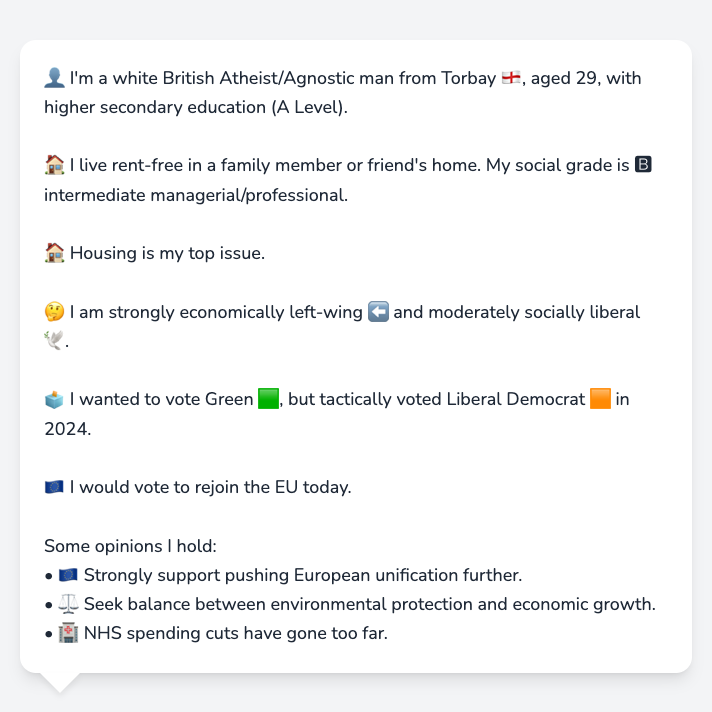 👤 I'm a white British Atheist/Agnostic man from Torbay 🏴󠁧󠁢󠁥󠁮󠁧󠁿, aged 29, with
higher secondary education (A Level).
🏠 I live rent-free in a family member or friend's home. My social grade is 🅱
intermediate managerial/professional.
🏠 Housing is my top issue.
🤔 I am strongly economically left-wing ⬅️ and moderately socially liberal
🕊️.
🗳️ I wanted to vote Green 🟩, but tactically voted Liberal Democrat 🟧 in
2024.
🇪🇺 I would vote to rejoin the EU today.
Some opinions I hold:
• 🇪🇺 Strongly support pushing European unification further.
• ⚖️ Seek balance between environmental protection and economic growth.
• 🏥 NHS spending cuts have gone too far.